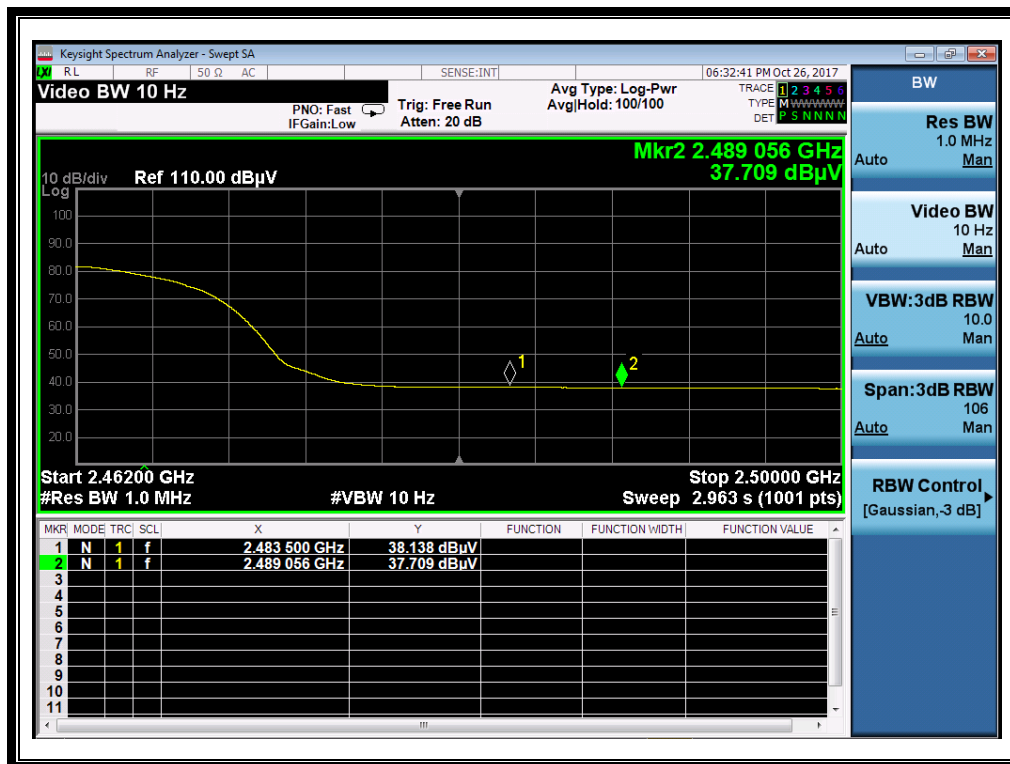 Keysight Spectrum Analyzer - Swept SA
LXI RL RF 50 Ω AC SENSE:INT 06:32:41 PM Oct 26, 2017
Video BW 10 Hz
PNO: Fast
IFGain:Low
Trig: Free Run
Atten: 20 dB
Avg Type: Log-Pwr
Avg|Hold: 100/100
TRACE 1 2 3 4 5 6
TYPE M WWWWW
DET P S N N N N
Mkr2 2.489 056 GHz
37.709 dBµV
10 dB/div Ref 110.00 dBµV
Log
100
90.0
80.0
70.0
60.0
50.0
40.0
30.0
20.0
1
2
Start 2.46200 GHz Stop 2.50000 GHz
#Res BW 1.0 MHz #VBW 10 Hz Sweep 2.963 s (1001 pts)
MKR MODE TRC SCL X Y FUNCTION FUNCTION WIDTH FUNCTION VALUE
1 N 1 f 2.483 500 GHz 38.138 dBµV
2 N 1 f 2.489 056 GHz 37.709 dBµV
3
4
5
6
7
8
9
10
11
BW
Res BW
1.0 MHz
Auto Man
Video BW
10 Hz
Auto Man
VBW:3dB RBW
10.0
Auto Man
Span:3dB RBW
106
Auto Man
RBW Control
[Gaussian,-3 dB]